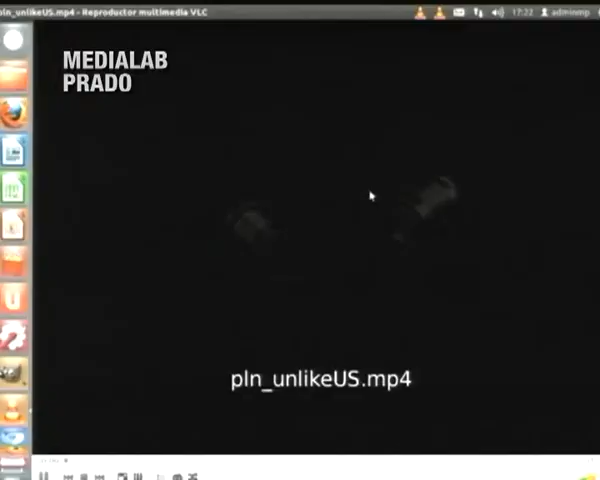 pln_unlikeUS.mp4 - Reproductor multimedia VLC
17:22 adminmp
MEDIALAB
PRADO
pln_unlikeUS.mp4